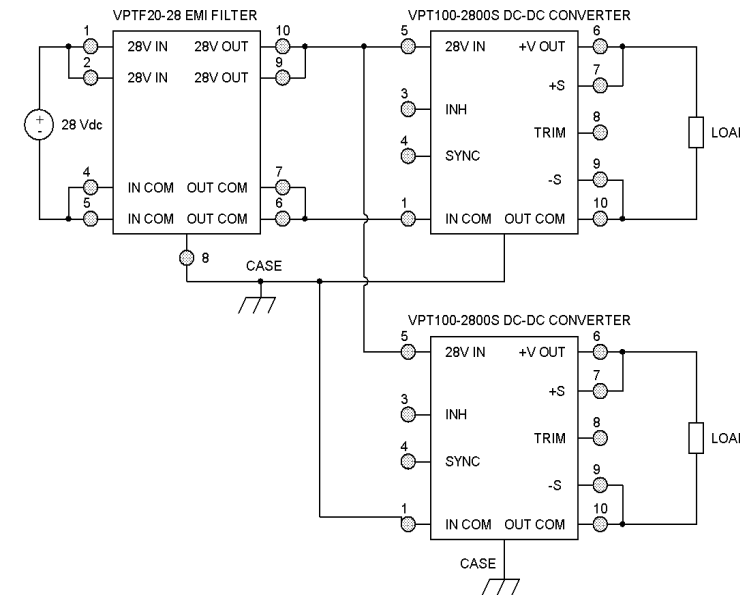 VPTF20-28 EMI FILTER
1 28V IN 28V OUT 10
2 28V IN 28V OUT 9
+
-
28 Vdc
4 IN COM OUT COM 7
5 IN COM OUT COM 6
8
CASE
VPT100-2800S DC-DC CONVERTER
5 28V IN +V OUT 6
+S 7
3 INH
TRIM 8
4 SYNC
-S 9
1 IN COM OUT COM 10
LOAD
VPT100-2800S DC-DC CONVERTER
5 28V IN +V OUT 6
+S 7
3 INH
TRIM 8
4 SYNC
-S 9
1 IN COM OUT COM 10
LOAD
CASE